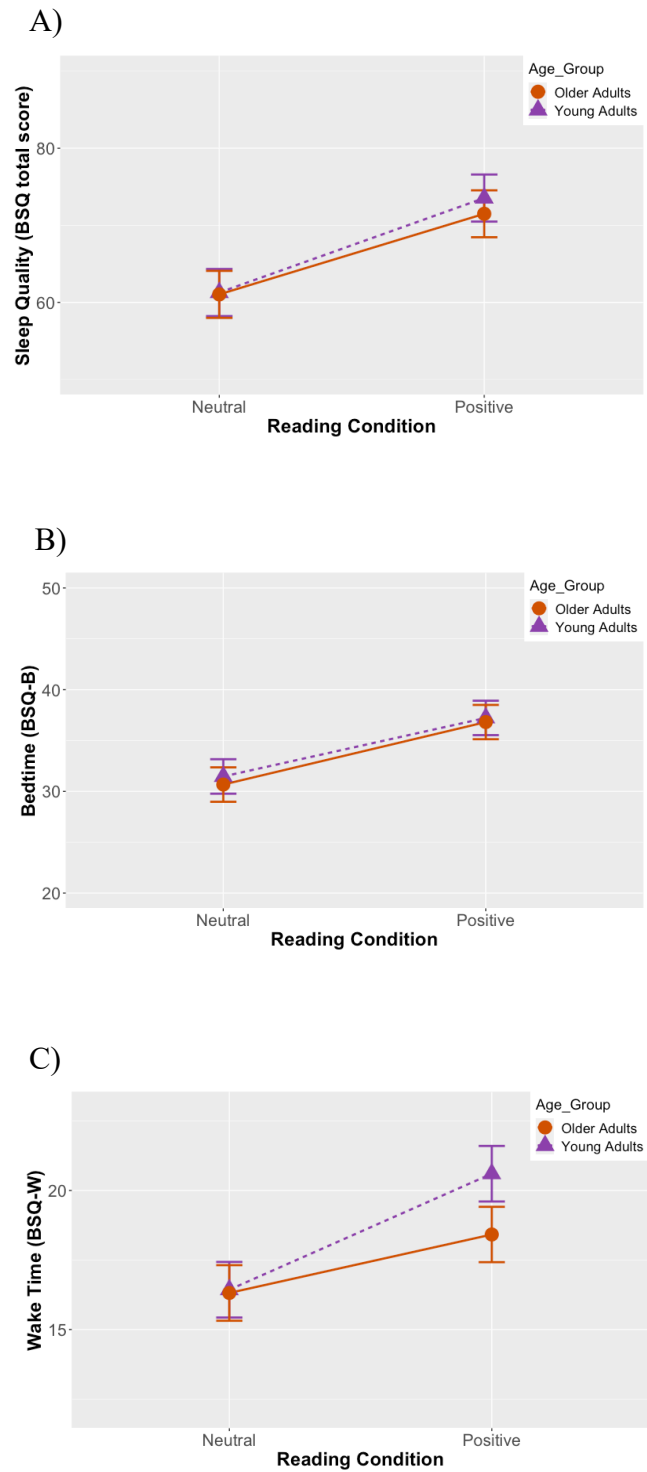 A)
Age_Group
Older Adults
Young Adults
80
60
Sleep Quality (BSQ total score)
Neutral
Positive
Reading Condition
B)
Age_Group
Older Adults
Young Adults
50
40
30
20
Bedtime (BSQ-B)
Neutral
Positive
Reading Condition
C)
Age_Group
Older Adults
Young Adults
20
15
Wake Time (BSQ-W)
Neutral
Positive
Reading Condition